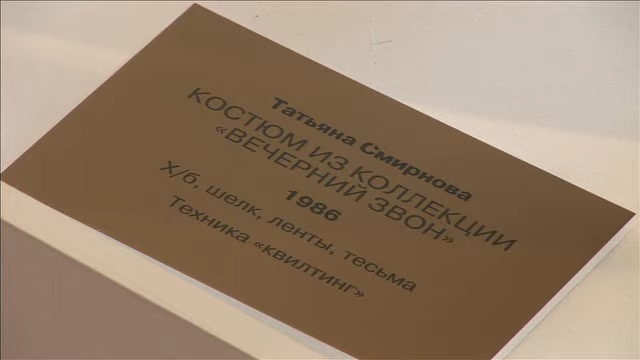 Татьяна Смирнова
КОСТЮМ ИЗ КОЛЛЕКЦИИ
«ВЕЧЕРНИЙ ЗВОН»
1986
Х/б, шелк, ленты, тесьма
Техника «квилтинг»